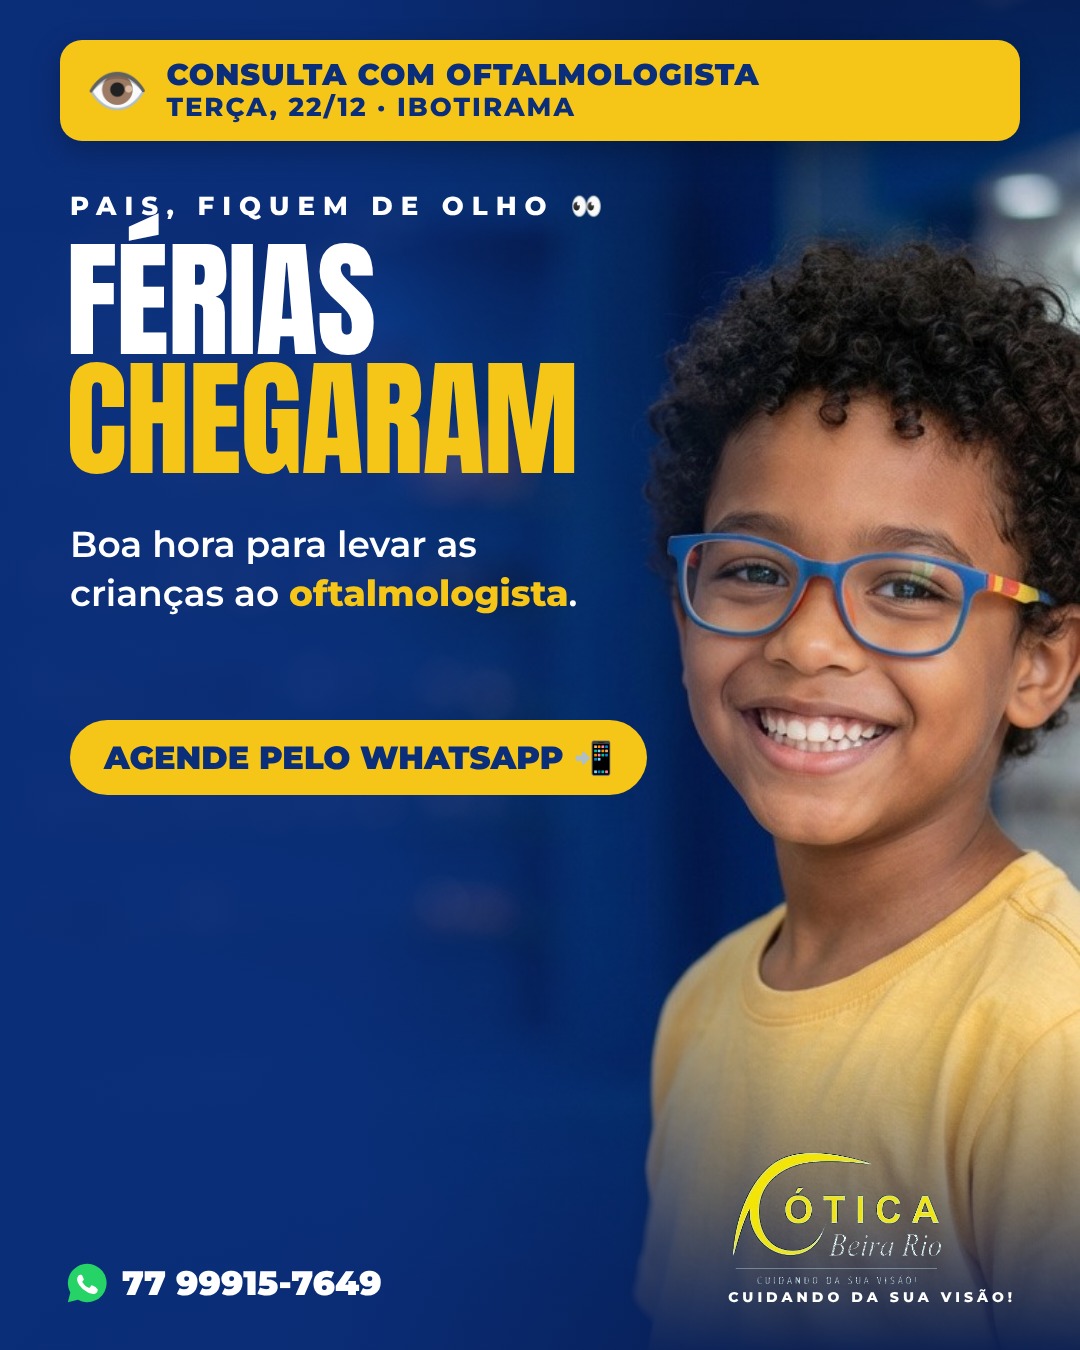 CONSULTA COM OFTALMOLOGISTA
TERÇA, 22/12 · IBOTIRAMA
PAIS, FIQUEM DE OLHO 👀
FÉRIAS
CHEGARAM
Boa hora para levar as
crianças ao oftalmologista.
AGENDE PELO WHATSAPP 📲
77 99915-7649
ÓTICA
Beira Rio
CUIDANDO DA SUA VISÃO!
CUIDANDO DA SUA VISÃO!